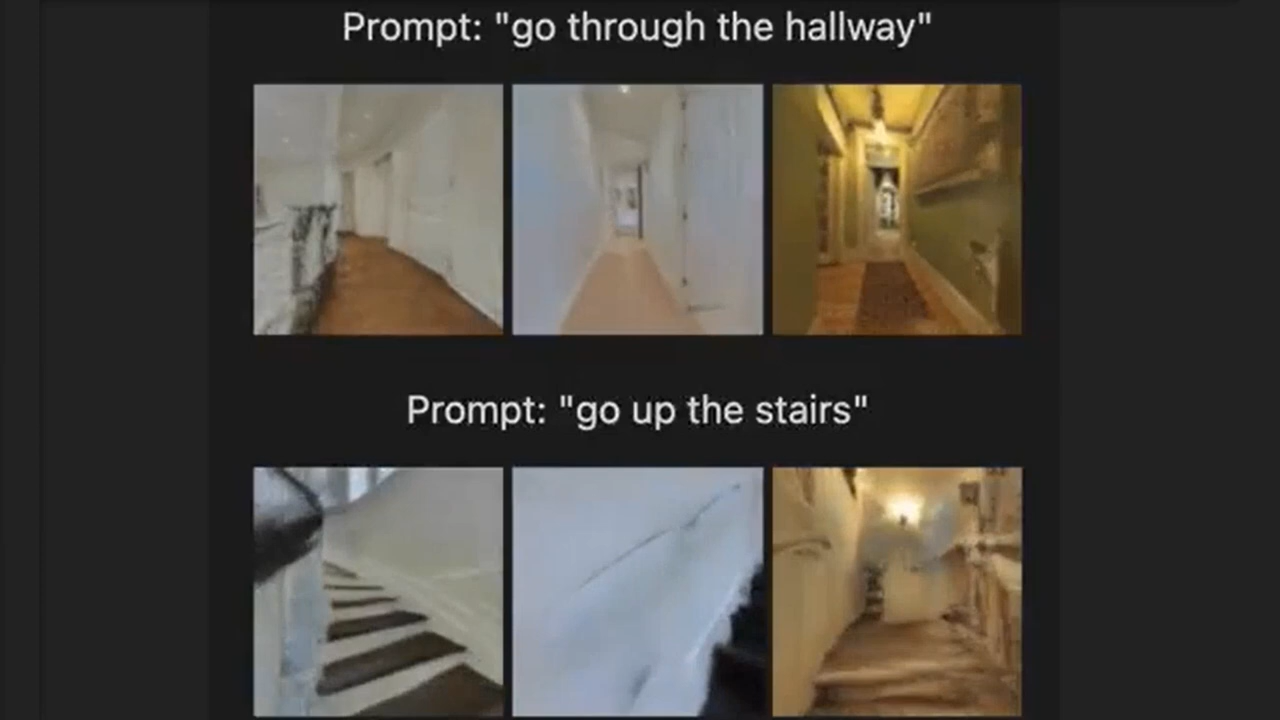 Prompt: "go through the hallway"
Prompt: "go up the stairs"